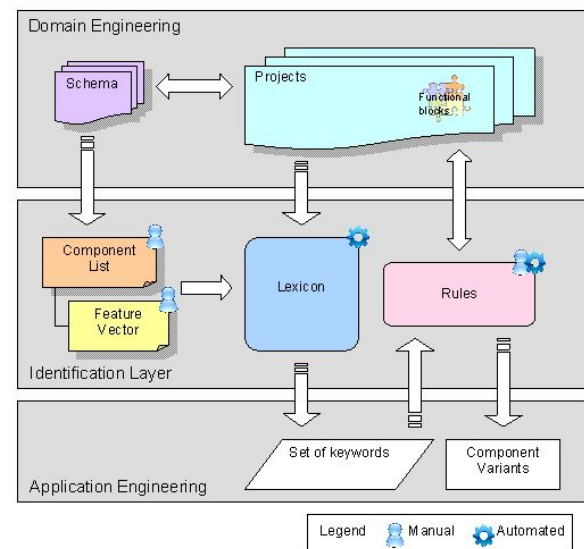 Domain Engineering
Schema
Projects
Functional
blocks
Component
List
Feature
Vector
Lexicon
Rules
Identification Layer
Set of keywords
Component
Variants
Application Engineering
Legend Manual Automated